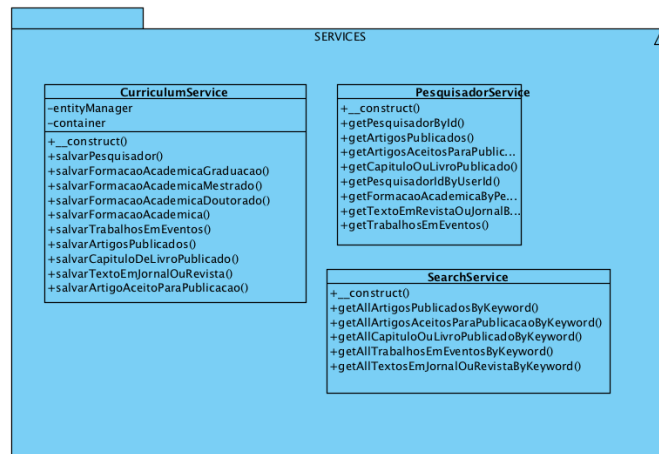 SERVICES
CurriculumService
-entityManager
-container
+__construct()
+salvarPesquisador()
+salvarFormacaoAcademicaGraduacao()
+salvarFormacaoAcademicaMestrado()
+salvarFormacaoAcademicaDoutorado()
+salvarFormacaoAcademica()
+salvarTrabalhosEmEventos()
+salvarArtigosPublicados()
+salvarCapituloDeLivroPublicado()
+salvarTextoEmJornalOuRevista()
+salvarArtigoAceitoParaPublicacao()
PesquisadorService
+__construct()
+getPesquisadorById()
+getArtigosPublicados()
+getArtigosAceitosParaPublic...
+getCapituloOuLivroPublicado()
+getPesquisadorIdByUserId()
+getFormacaoAcademicaByPe...
+getTextoEmRevistaOuJornalB...
+getTrabalhosEmEventos()
SearchService
+__construct()
+getAllArtigosPublicadosByKeyword()
+getAllArtigosAceitosParaPublicacaoByKeyword()
+getAllCapituloOuLivroPublicadoByKeyword()
+getAllTrabalhosEmEventosByKeyword()
+getAllTextosEmJornalOuRevistaByKeyword()